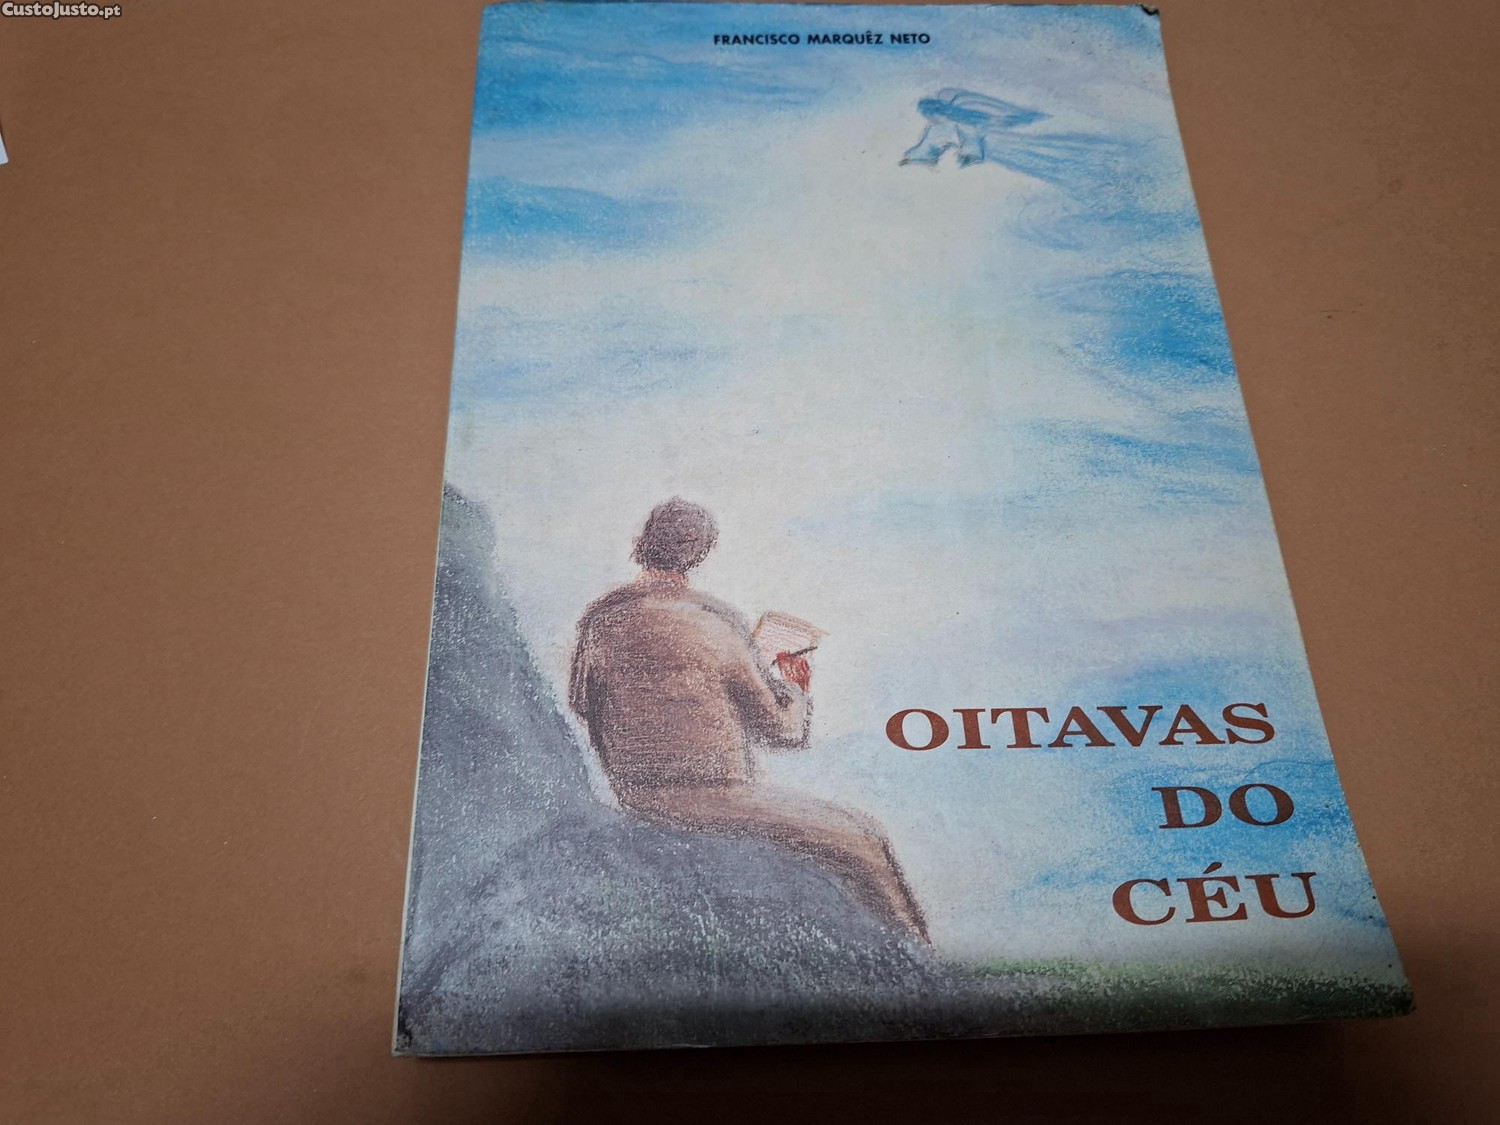 CustoJusto.pt
FRANCISCO MARQUÊZ NETO
OITAVAS
DO
CÉU